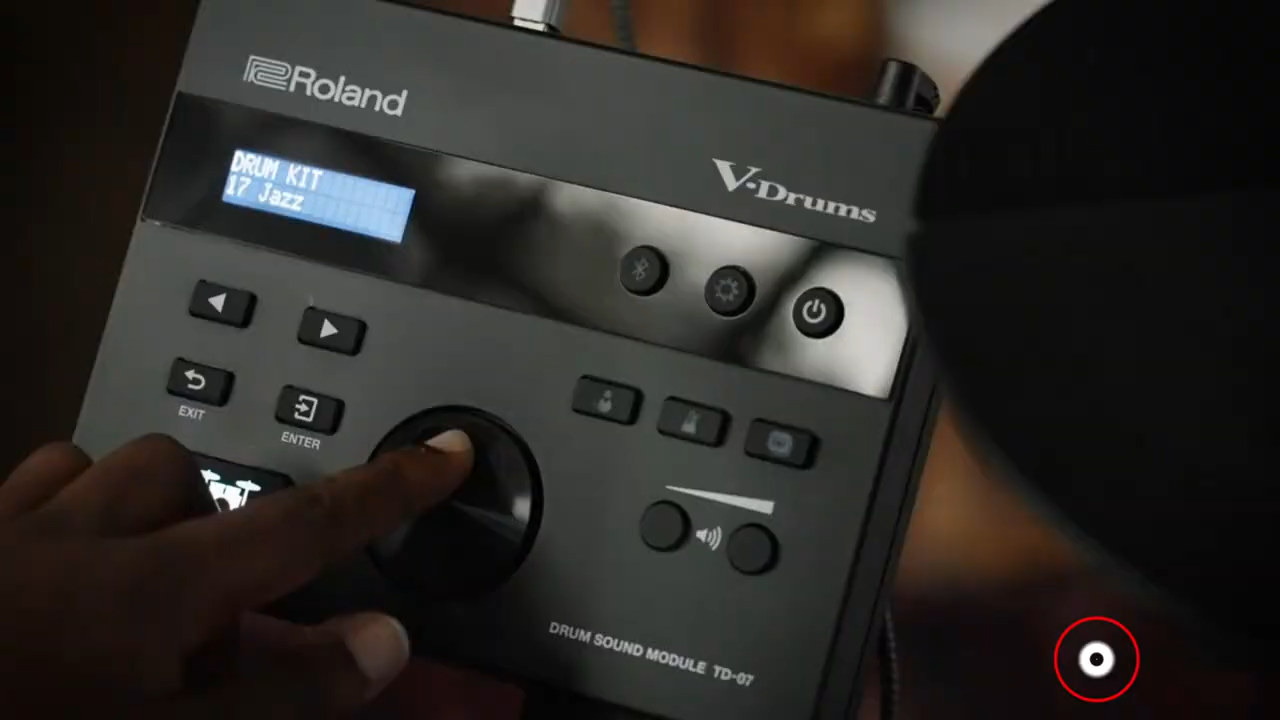 Roland
V-Drums
DRUM KIT
17 Jazz
EXIT
ENTER
DRUM SOUND MODULE TD-07